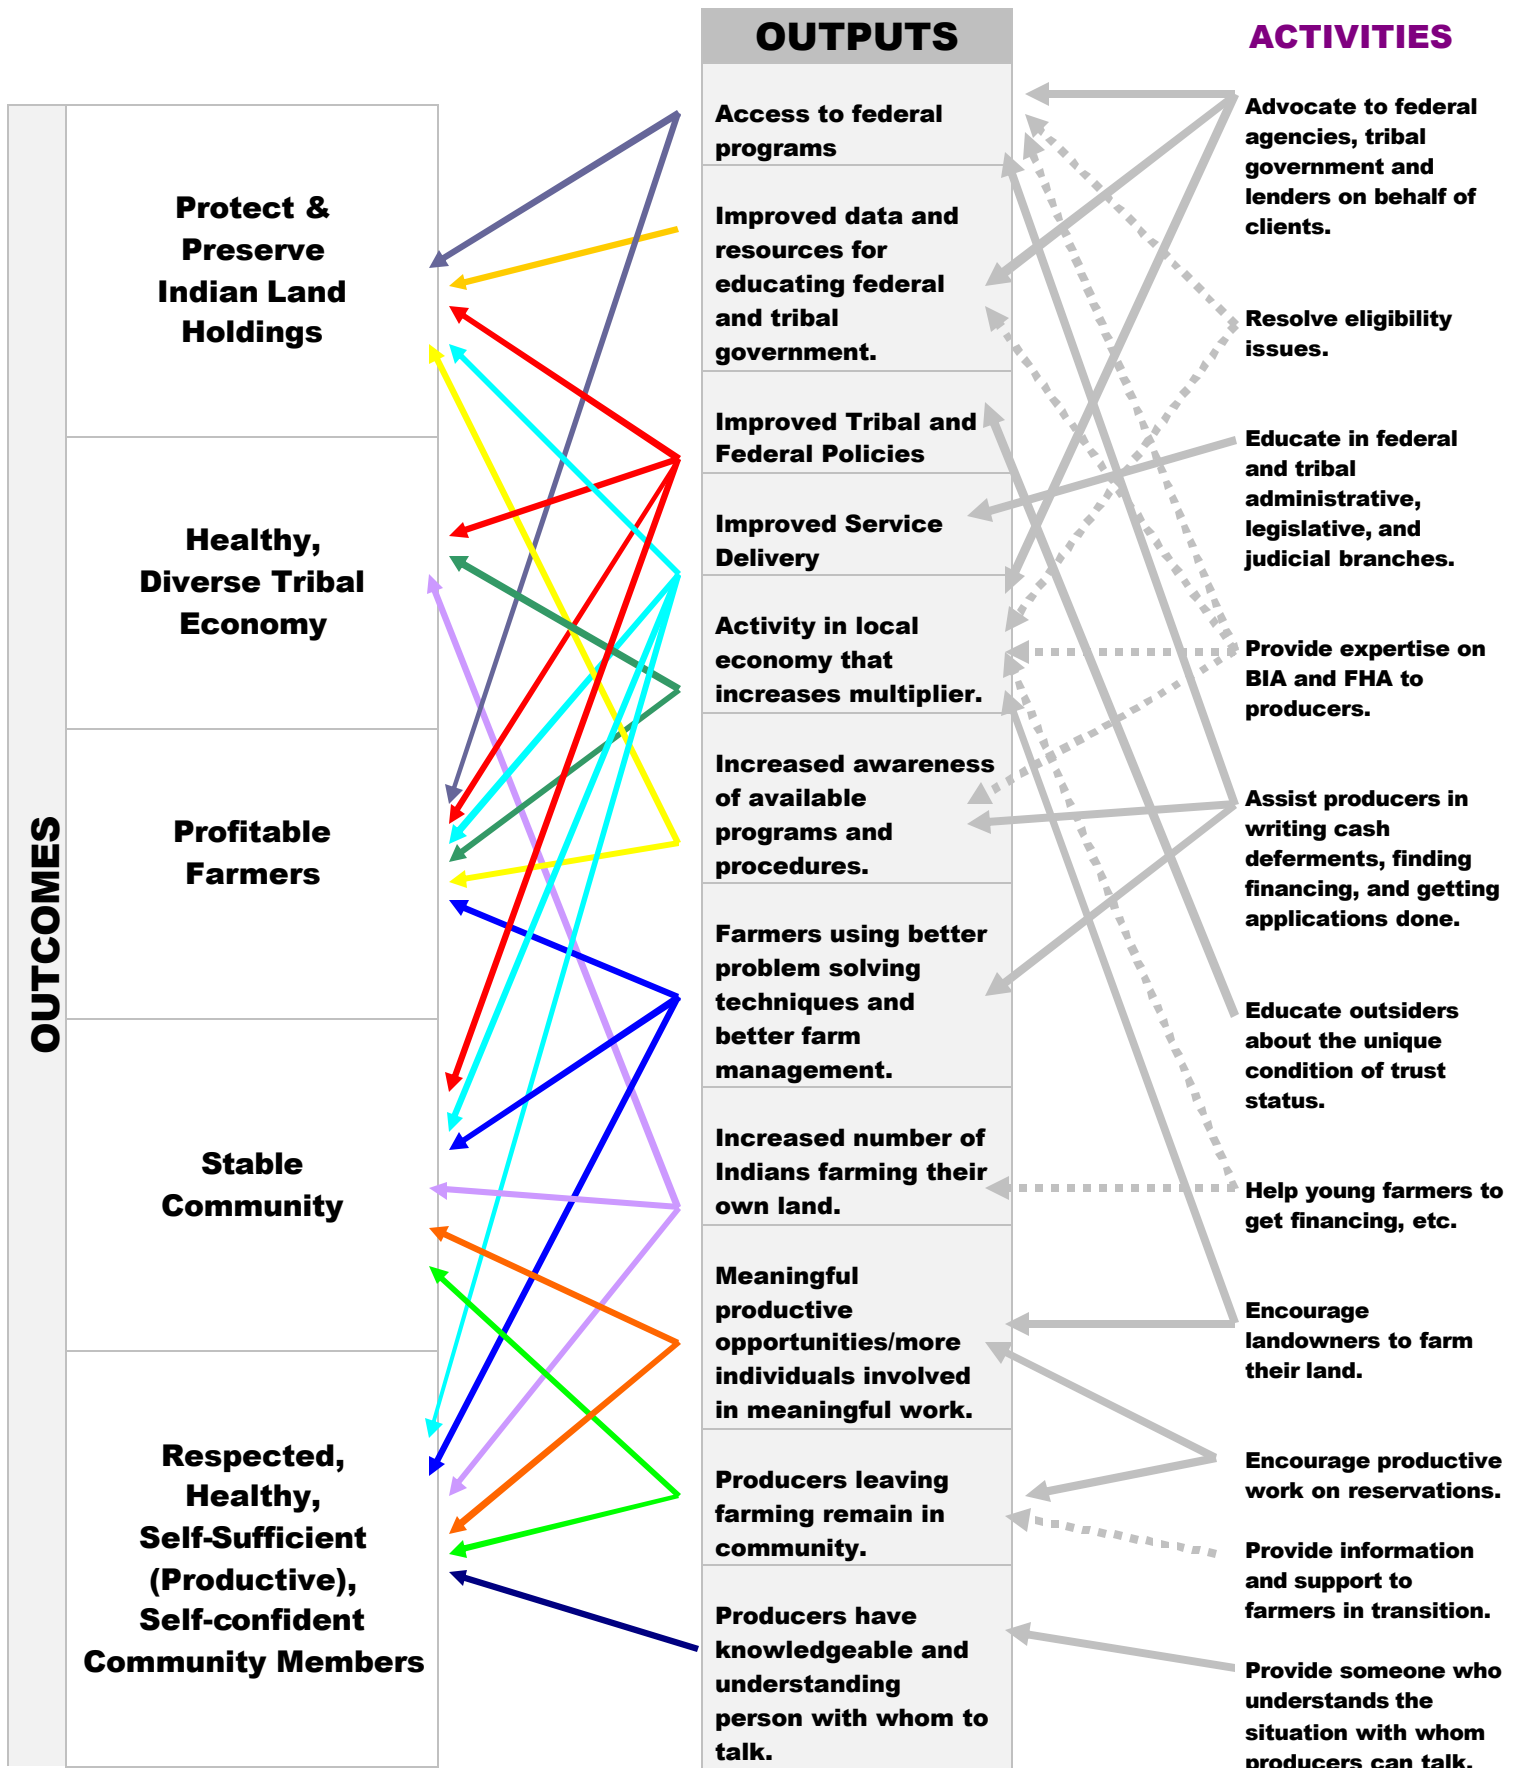 OUTPUTS
ACTIVITIES
OUTCOMES
Protect &
Preserve
Indian Land
Holdings
Healthy,
Diverse Tribal
Economy
Profitable
Farmers
Stable
Community
Respected,
Healthy,
Self-Sufficient
(Productive),
Self-confident
Community Members
Access to federal
programs
Improved data and
resources for
educating federal
and tribal
government.
Improved Tribal and
Federal Policies
Improved Service
Delivery
Activity in local
economy that
increases multiplier.
Increased awareness
of available
programs and
procedures.
Farmers using better
problem solving
techniques and
better farm
management.
Increased number of
Indians farming their
own land.
Meaningful
productive
opportunities/more
individuals involved
in meaningful work.
Producers leaving
farming remain in
community.
Producers have
knowledgeable and
understanding
person with whom to
talk.
Advocate to federal
agencies, tribal
government and
lenders on behalf of
clients.
Resolve eligibility
issues.
Educate in federal
and tribal
administrative,
legislative, and
judicial branches.
Provide expertise on
BIA and FHA to
producers.
Assist producers in
writing cash
deferments, finding
financing, and getting
applications done.
Educate outsiders
about the unique
condition of trust
status.
Help young farmers to
get financing, etc.
Encourage
landowners to farm
their land.
Encourage productive
work on reservations.
Provide information
and support to
farmers in transition.
Provide someone who
understands the
situation with whom
producers can talk.